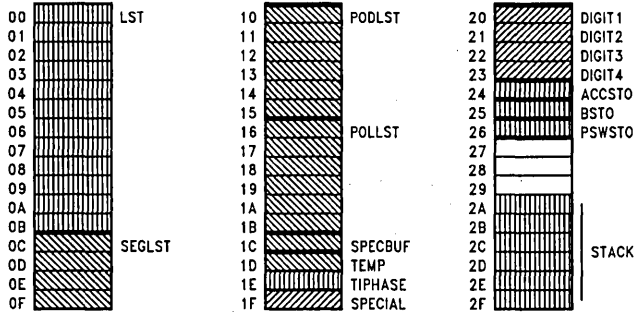 00 LST
01
02
03
04
05
06
07
08
09
0A
0B
0C SEGLST
0D
0E
0F
10 PODLST
11
12
13
14
15
16 POLLST
17
18
19
1A
1B
1C SPECBUF
1D TEMP
1E TIPHASE
1F SPECIAL
20 DIGIT1
21 DIGIT2
22 DIGIT3
23 DIGIT4
24 ACCSTO
25 BSTO
26 PSWSTO
27
28
29
2A
2B
2C STACK
2D
2E
2F